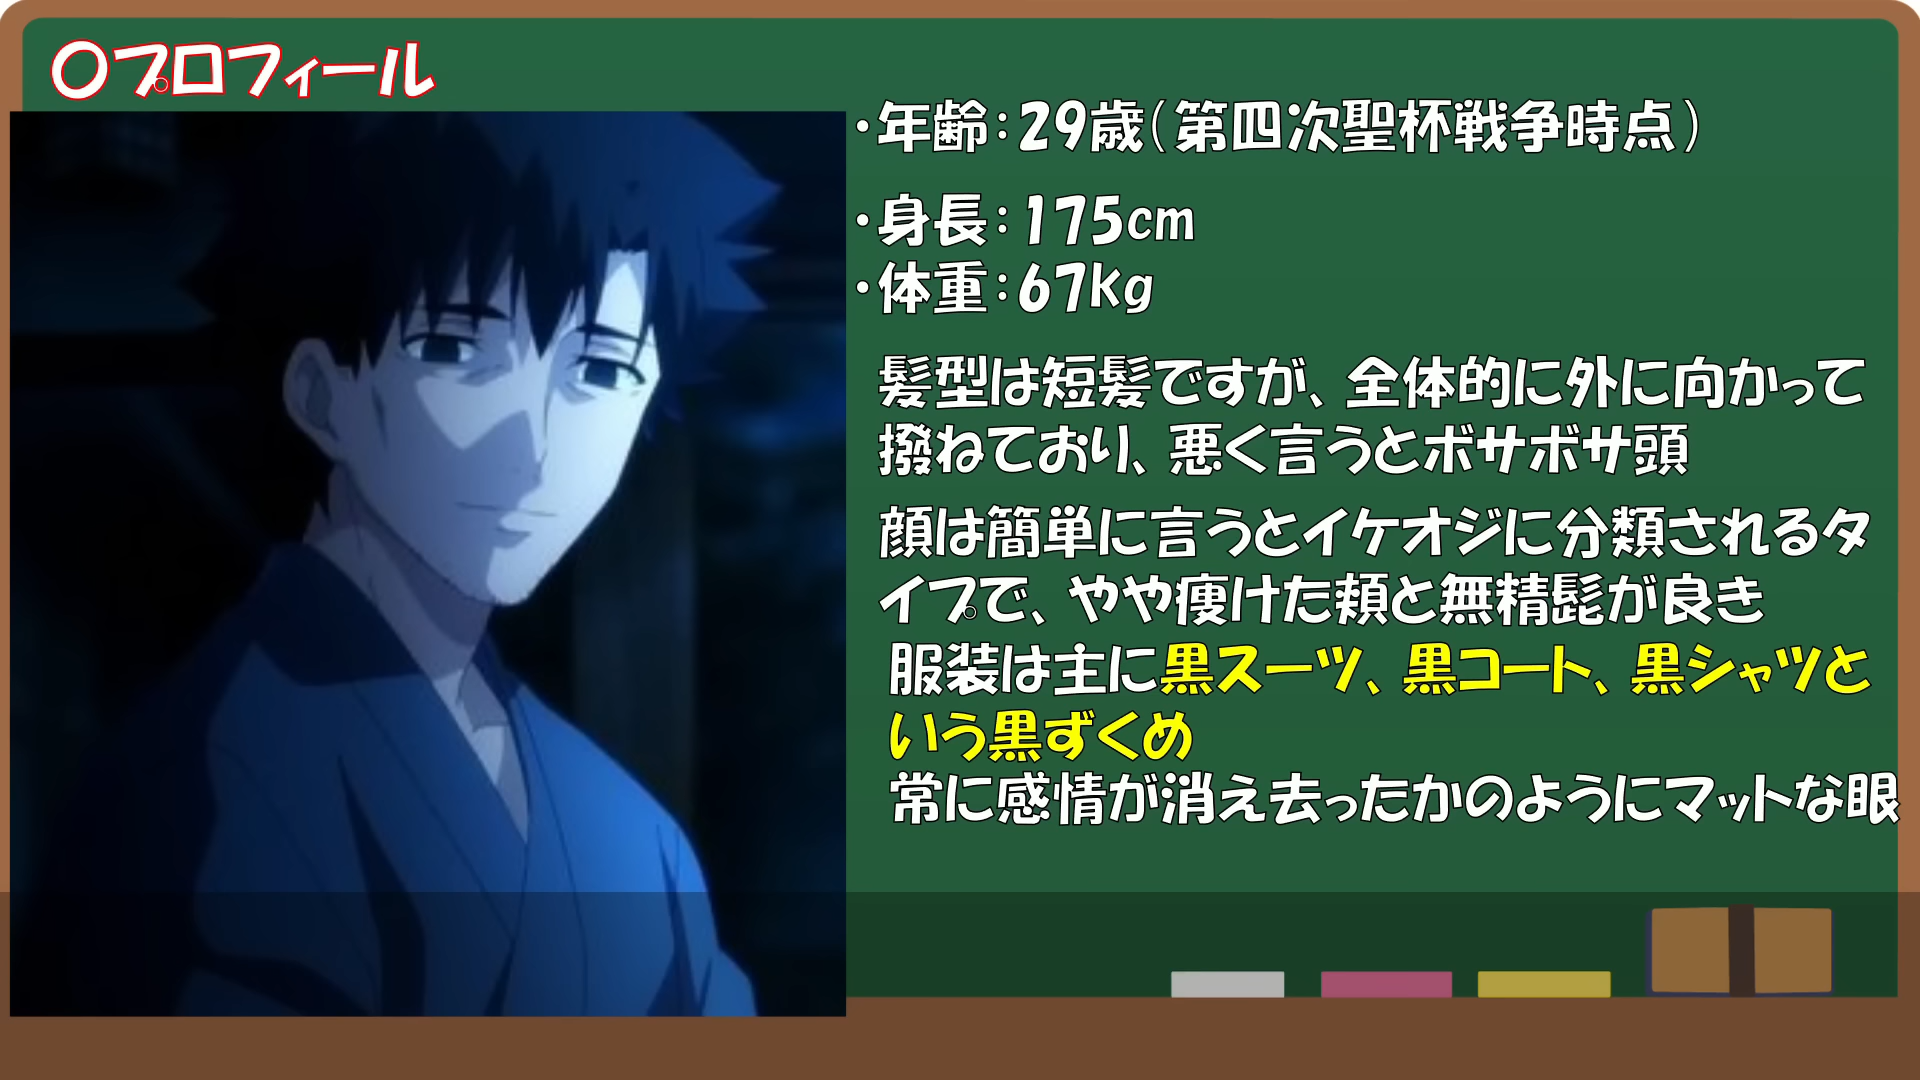 〇プロフィール
・年齢：29歳（第四次聖杯戦争時点）
・身長：175cm
・体重：67kg
髪型は短髪ですが、全体的に外に向かって
撥ねており、悪く言うとボサボサ頭
顔は簡単に言うとイケオジに分類されるタ
イプで、やや痩けた頬と無精髭が良き
服装は主に黒スーツ、黒コート、黒シャツと
いう黒ずくめ
常に感情が消え去ったかのようにマットな眼